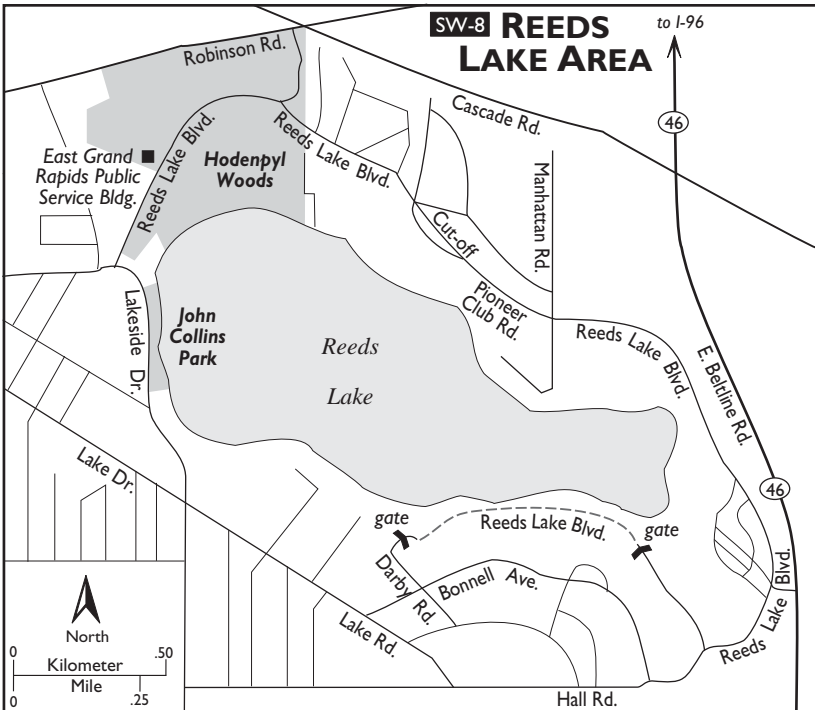 SW-8 REEDS
LAKE AREA
to I-96
Robinson Rd.
Cascade Rd.
46
East Grand
Rapids Public
Service Bldg.
Reeds Lake Blvd.
Hodenpyl
Woods
Reeds Lake Blvd.
Manhattan Rd.
Cut-off
Pioneer
Club Rd.
Lakeside Dr.
John
Collins
Park
Reeds
Lake
Reeds Lake Blvd.
E. Beltline Rd.
Lake Dr.
46
gate
Reeds Lake Blvd.
gate
Darby Rd.
Bonnell Ave.
Lake Rd.
Reeds Lake Blvd.
Hall Rd.
North
0 .50
Kilometer
Mile
0 .25